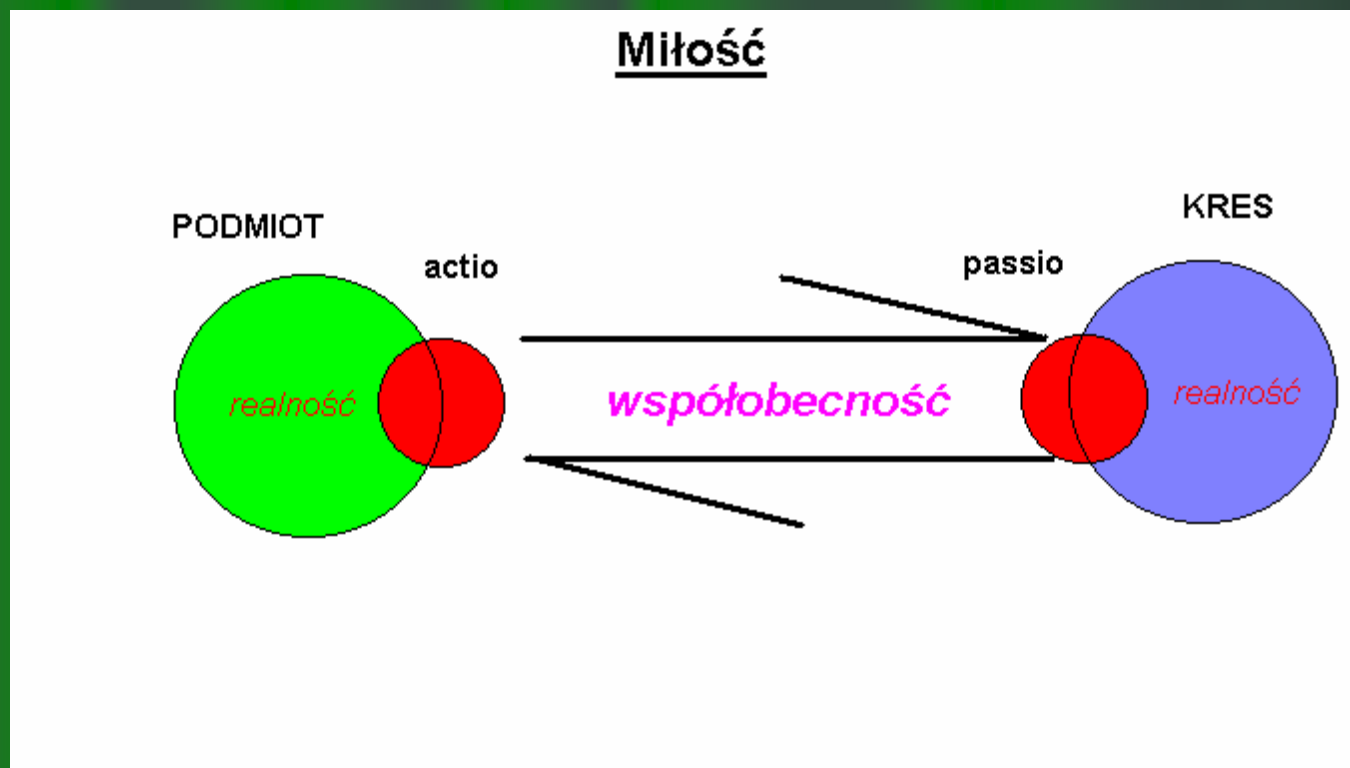 Miłość
PODMIOT
KRES
actio
passio
realność
współobecność
realność